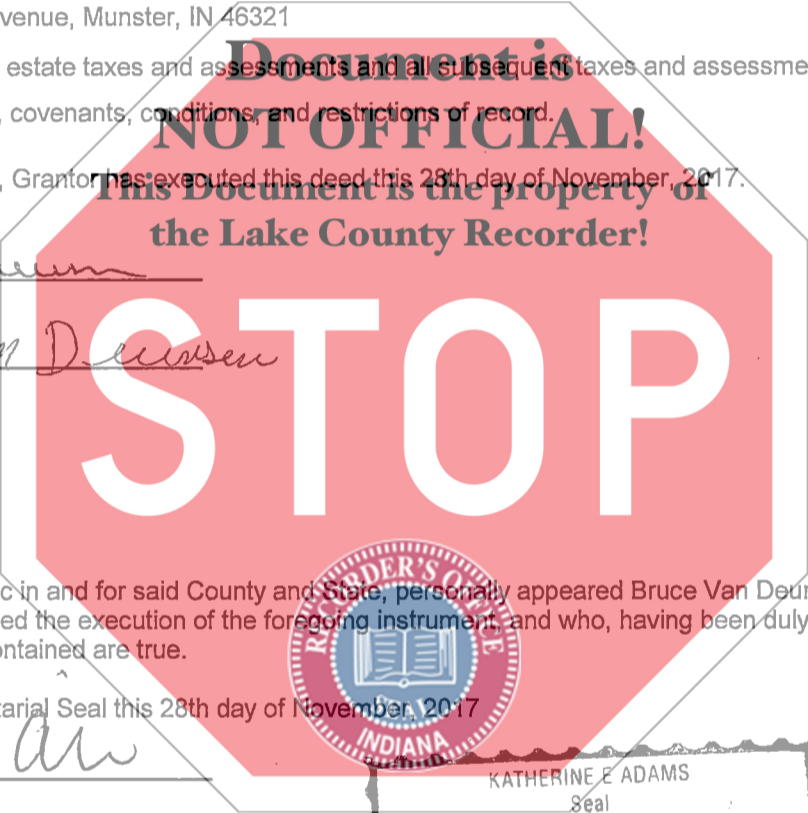 venue, Munster, IN 46321
Document is
estate taxes and assessments and all subsequent taxes and assessme
, covenants, conditions, and restrictions of record.
NOT OFFICIAL!
, Grantor has executed this deed this 28th day of November, 2017.
This Document is the property of
the Lake County Recorder!
STOP
c in and for said County and State, personally appeared Bruce Van Deur
ed the execution of the foregoing instrument, and who, having been duly
ontained are true.
RECORDER'S OFFICE
SEAL
INDIANA
tarial Seal this 28th day of November, 2017
KATHERINE E ADAMS
Seal